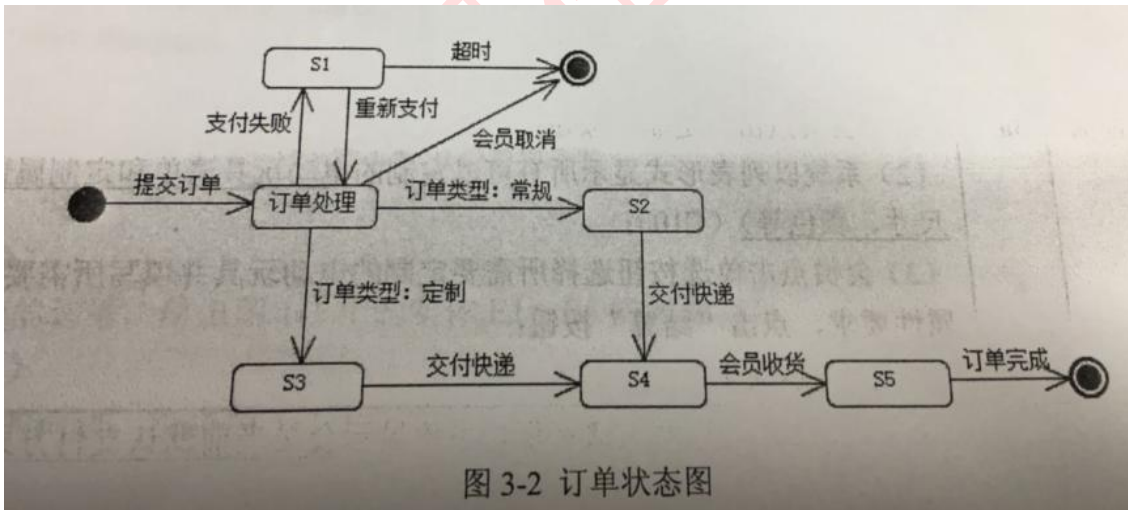 S1
超时
支付失败
重新支付
会员取消
提交订单
订单处理
订单类型：常规
S2
订单类型：定制
交付快递
S3
交付快递
S4
会员收货
S5
订单完成
图 3-2 订单状态图